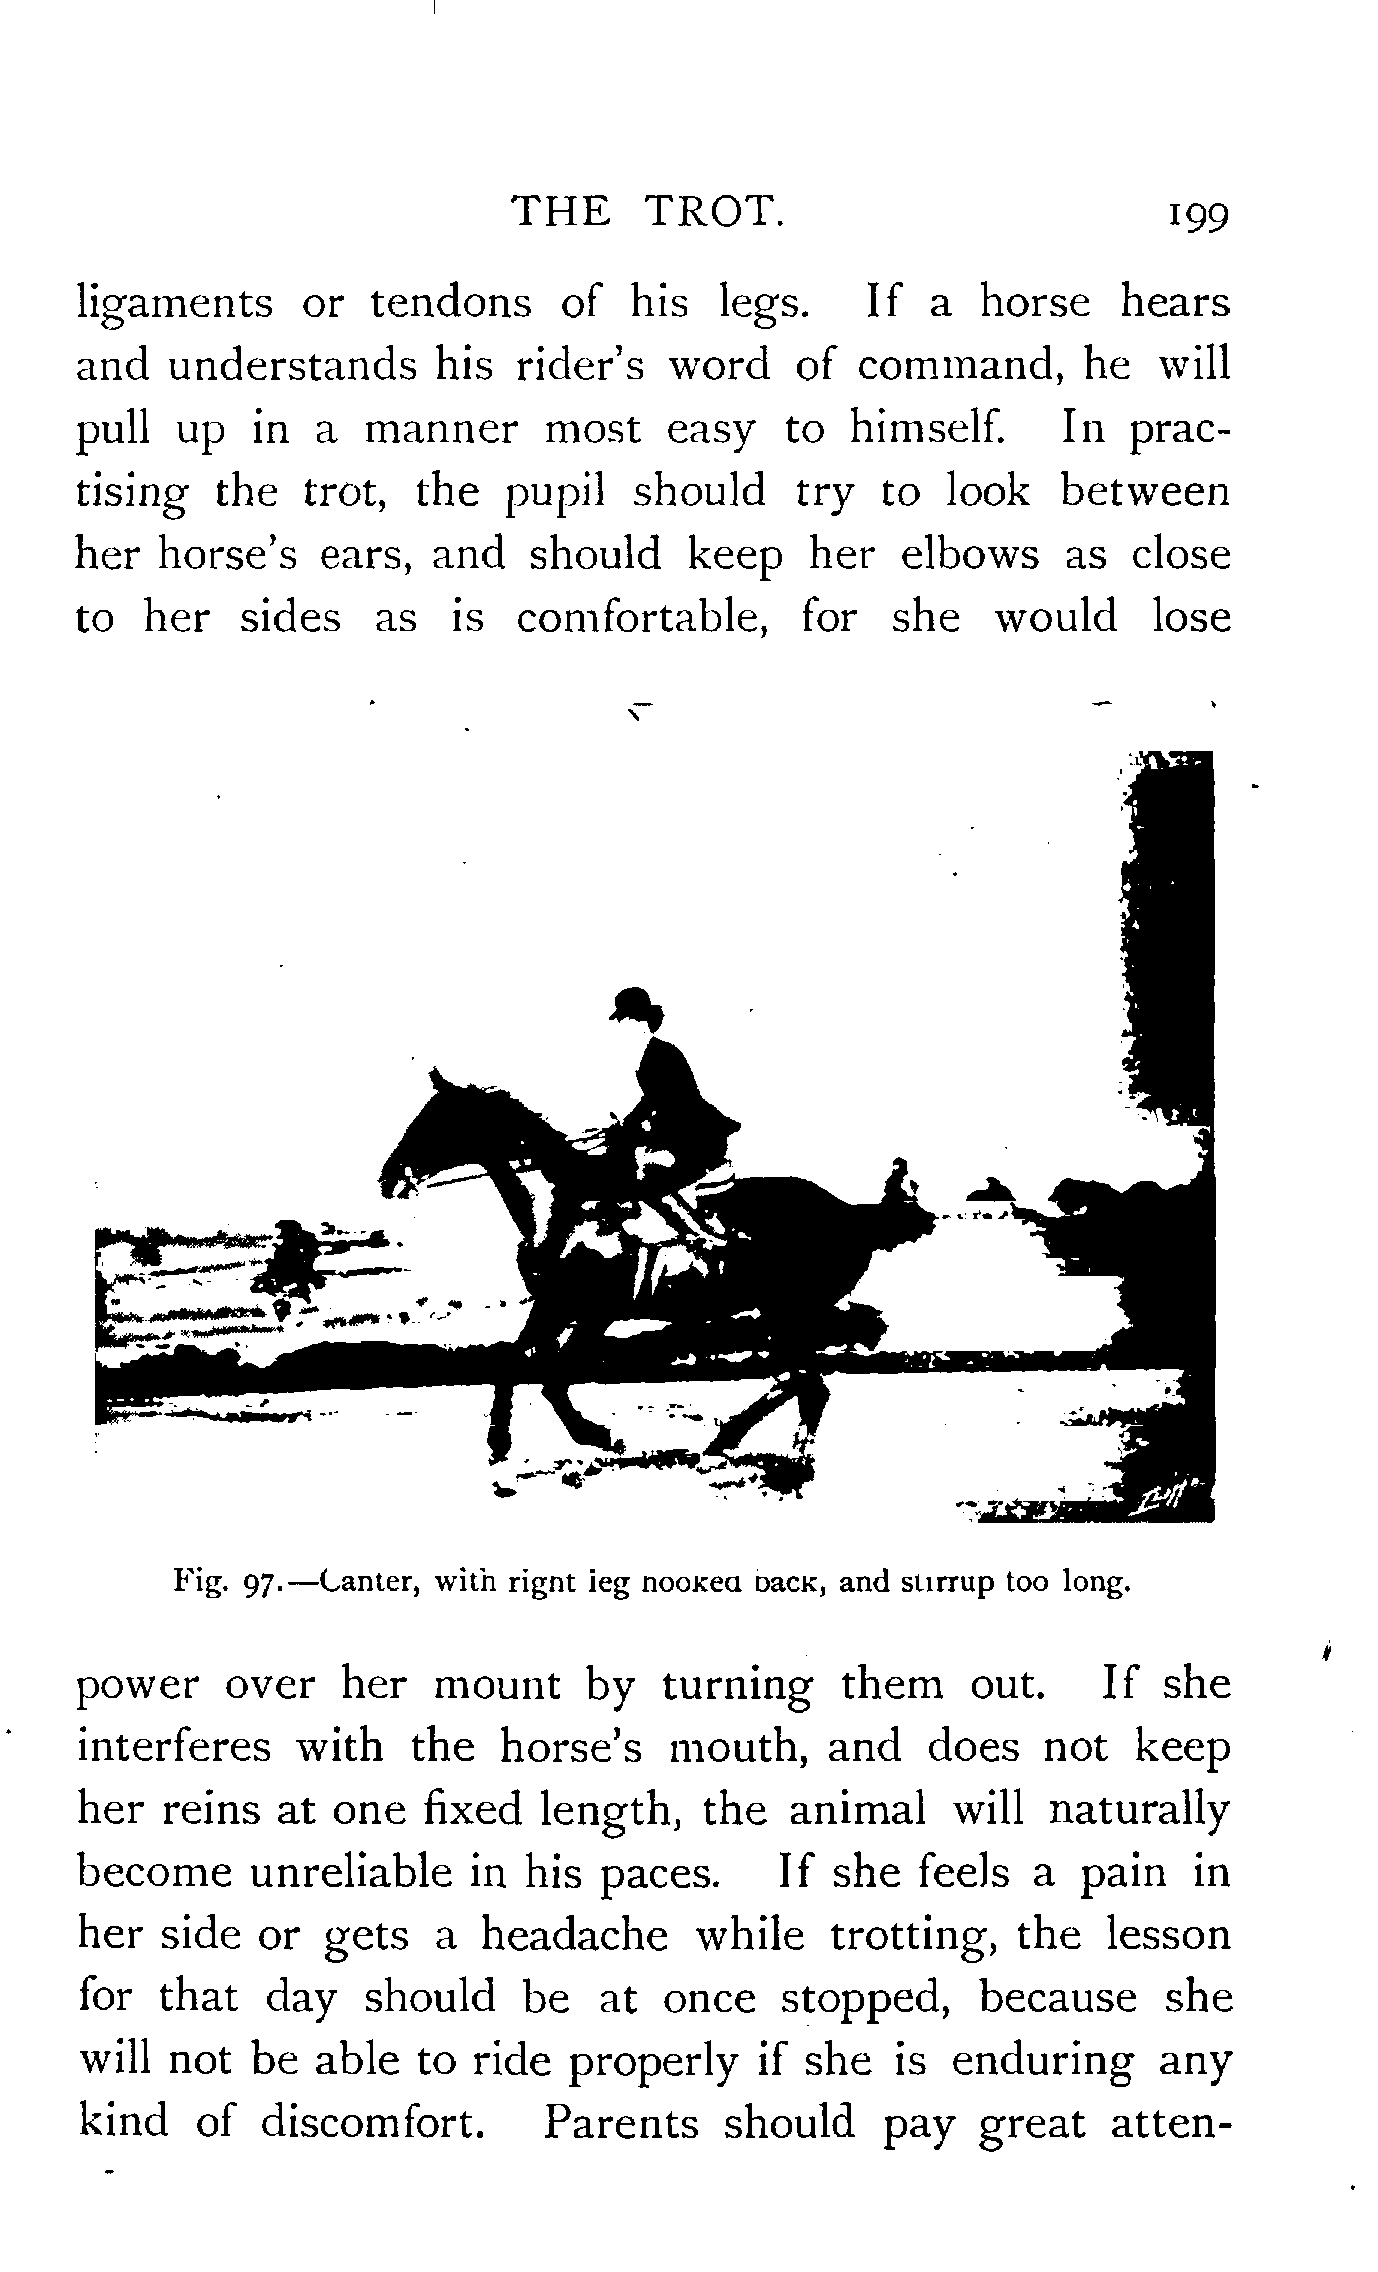 THE TROT. 199
ligaments or tendons of his legs. If a horse hears
and understands his rider's word of command, he will
pull up in a manner most easy to himself. In prac-
tising the trot, the pupil should try to look between
her horse's ears, and should keep her elbows as close
to her sides as is comfortable, for she would lose
Fig. 97.—Canter, with right leg hooked back, and stirrup too long.
power over her mount by turning them out. If she
interferes with the horse's mouth, and does not keep
her reins at one fixed length, the animal will naturally
become unreliable in his paces. If she feels a pain in
her side or gets a headache while trotting, the lesson
for that day should be at once stopped, because she
will not be able to ride properly if she is enduring any
kind of discomfort. Parents should pay great atten-